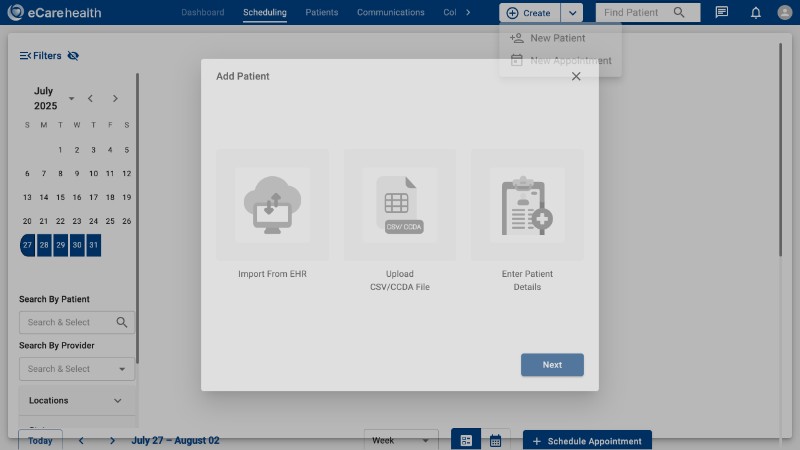 eCarehealth
Dashboard
Scheduling
Patients
Communications
Col
Create
Find Patient
New Patient
New Appointment
Filters
Add Patient
July
2025
S M T W T F S
1 2 3 4 5
6 7 8 9 10 11 12
13 14 15 16 17 18 19
20 21 22 23 24 25 26
27 28 29 30 31
CSV/ CCDA
Import From EHR
Upload
CSV/CCDA File
Enter Patient
Details
Search By Patient
Search & Select
Search By Provider
Search & Select
Next
Locations
Today
July 27 – August 02
Week
Schedule Appointment